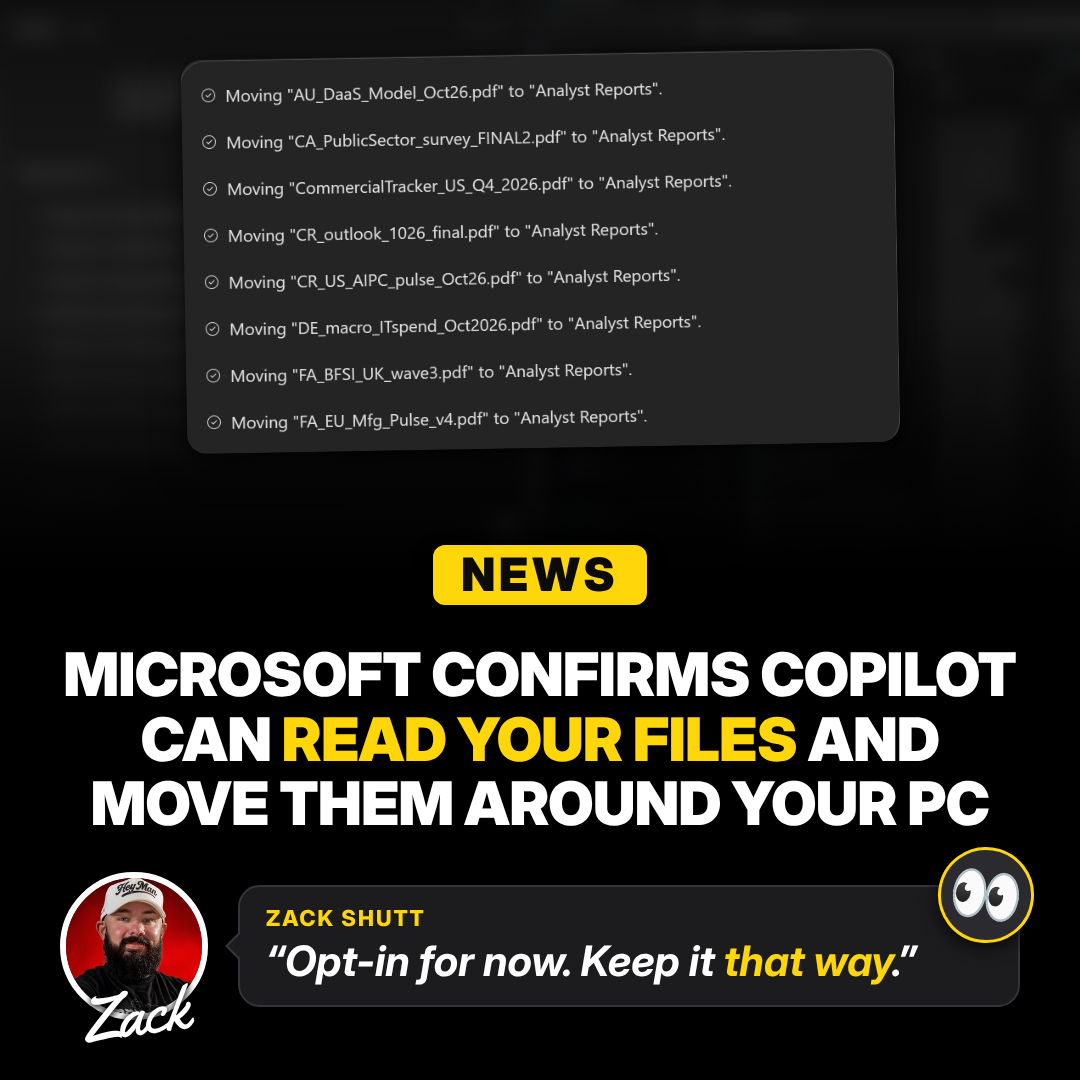 Moving "AU_DaaS_Model_Oct26.pdf" to "Analyst Reports".
Moving "CA_PublicSector_survey_FINAL2.pdf" to "Analyst Reports".
Moving "CommercialTracker_US_Q4_2026.pdf" to "Analyst Reports".
Moving "CR_outlook_1026_final.pdf" to "Analyst Reports".
Moving "CR_US_AIPC_pulse_Oct26.pdf" to "Analyst Reports".
Moving "DE_macro_ITspend_Oct2026.pdf" to "Analyst Reports".
Moving "FA_BFSI_UK_wave3.pdf" to "Analyst Reports".
Moving "FA_EU_Mfg_Pulse_v4.pdf" to "Analyst Reports".
NEWS
MICROSOFT CONFIRMS COPILOT
CAN READ YOUR FILES AND
MOVE THEM AROUND YOUR PC
Hey Man
Zack
ZACK SHUTT
“Opt-in for now. Keep it that way.”